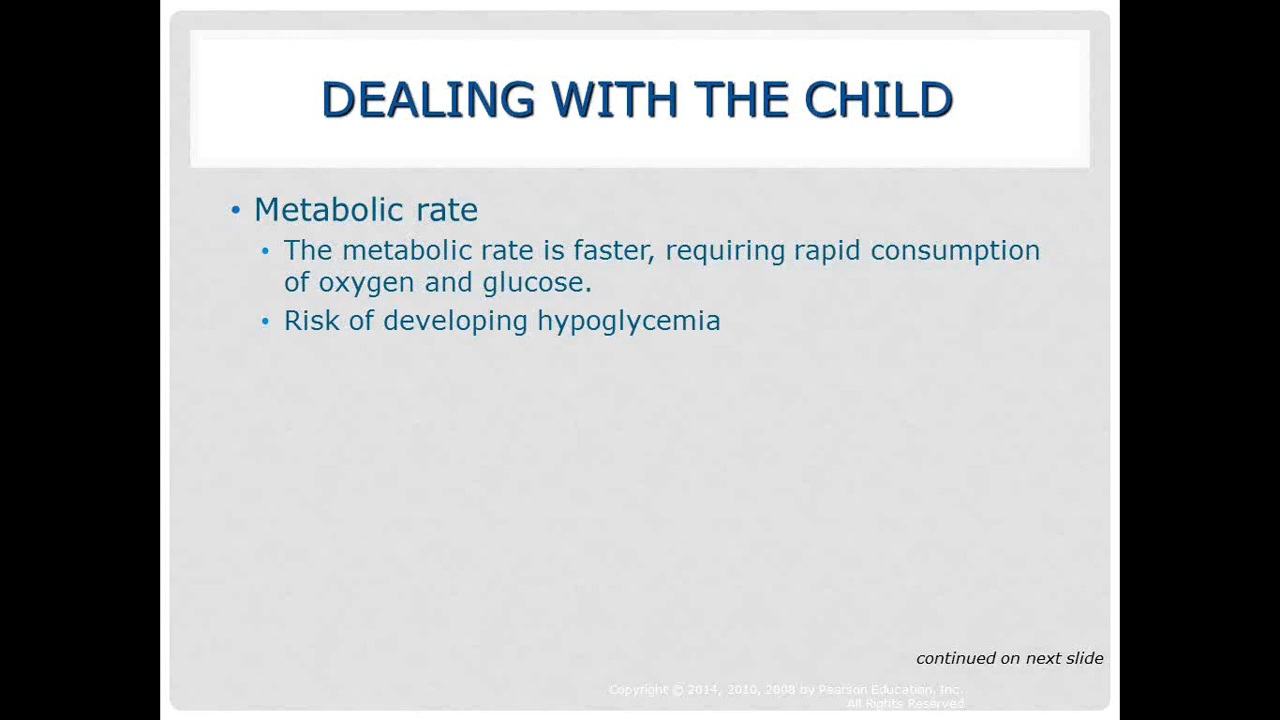 DEALING WITH THE CHILD
• Metabolic rate
• The metabolic rate is faster, requiring rapid consumption
of oxygen and glucose.
• Risk of developing hypoglycemia
continued on next slide
Copyright © 2014, 2010, 2008 by Pearson Education, Inc.
All Rights Reserved